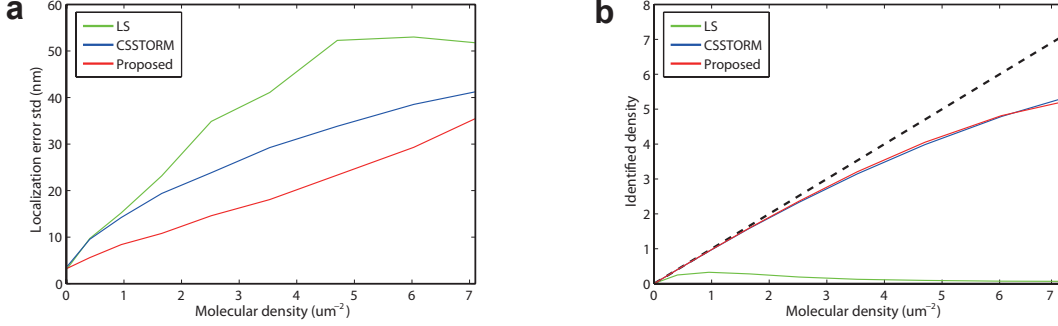 a
LS
CSSTORM
Proposed
Localization error std (nm)
60
50
40
30
20
10
0
0 1 2 3 4 5 6 7
Molecular density (um⁻²)
b
LS
CSSTORM
Proposed
Identified density
8
7
6
5
4
3
2
1
0
0 1 2 3 4 5 6 7
Molecular density (um⁻²)